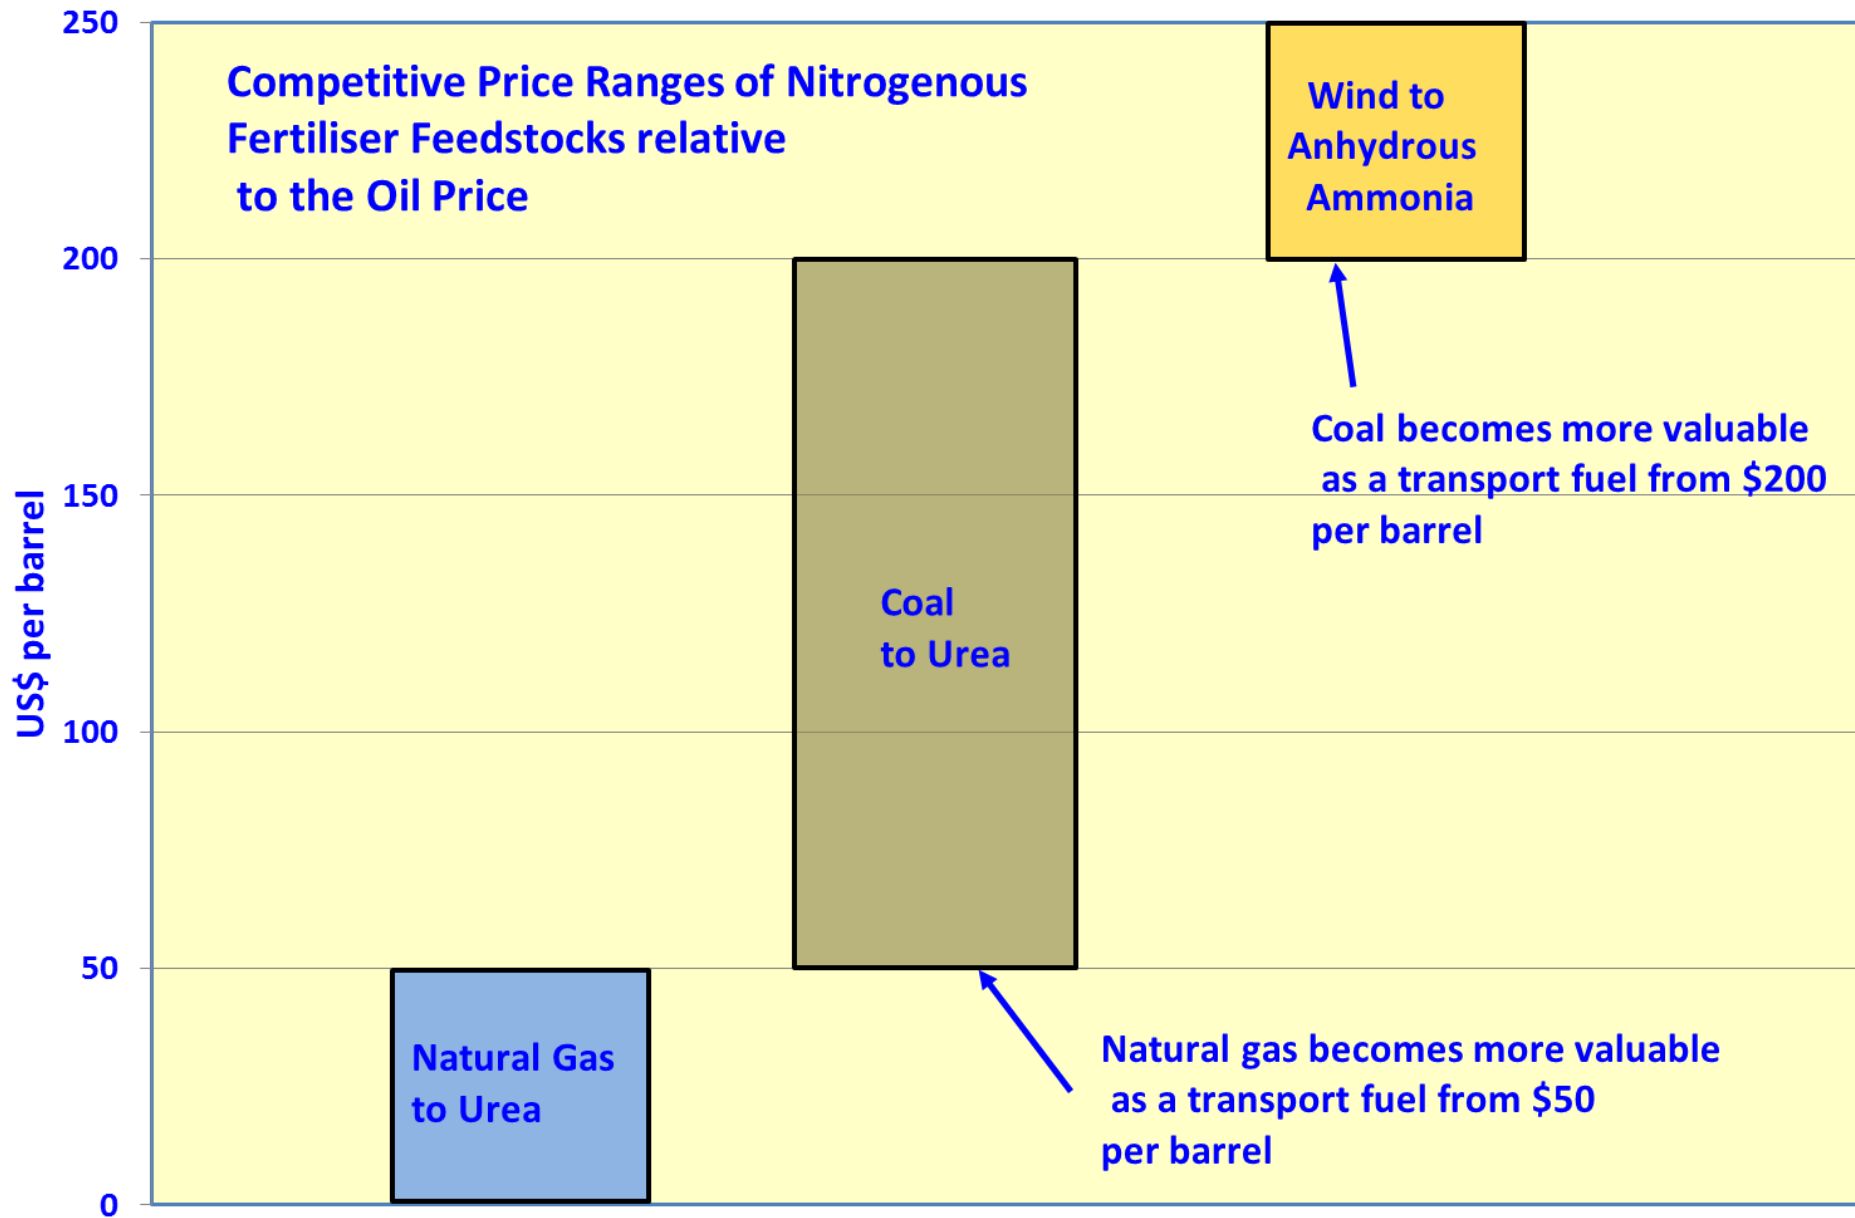 Competitive Price Ranges of Nitrogenous
Fertiliser Feedstocks relative
to the Oil Price
US$ per barrel
250
200
150
100
50
0
Wind to
Anhydrous
Ammonia
Coal becomes more valuable
as a transport fuel from $200
per barrel
Coal
to Urea
Natural Gas
to Urea
Natural gas becomes more valuable
as a transport fuel from $50
per barrel